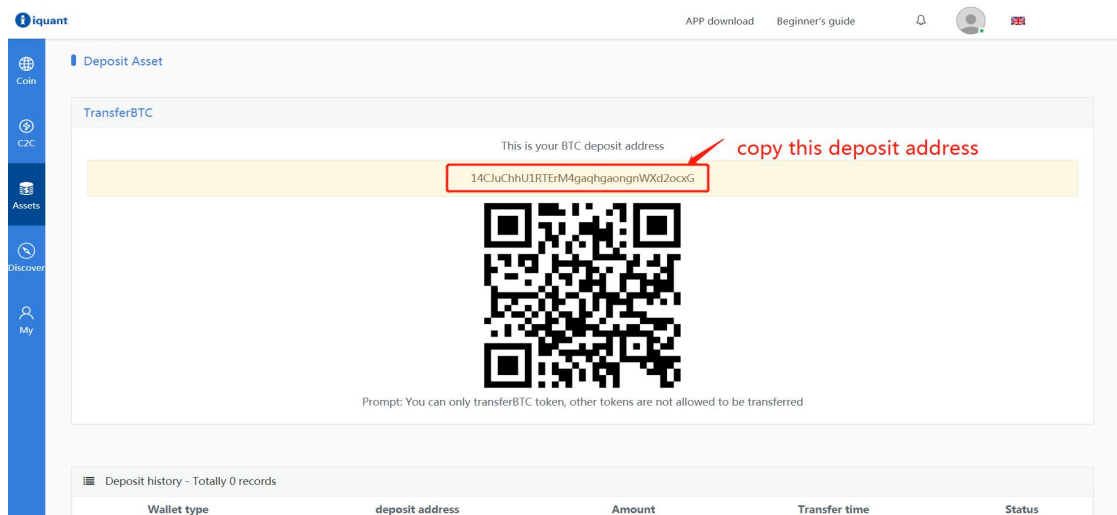 iquant
APP download Beginner's guide
Coin
C2C
Assets
Discover
My
Deposit Asset
TransferBTC
This is your BTC deposit address
copy this deposit address
14CJuChhU1RTErM4gaqhgaongnWXd2ocxG
Prompt: You can only transferBTC token, other tokens are not allowed to be transferred
Deposit history - Totally 0 records
Wallet type deposit address Amount Transfer time Status